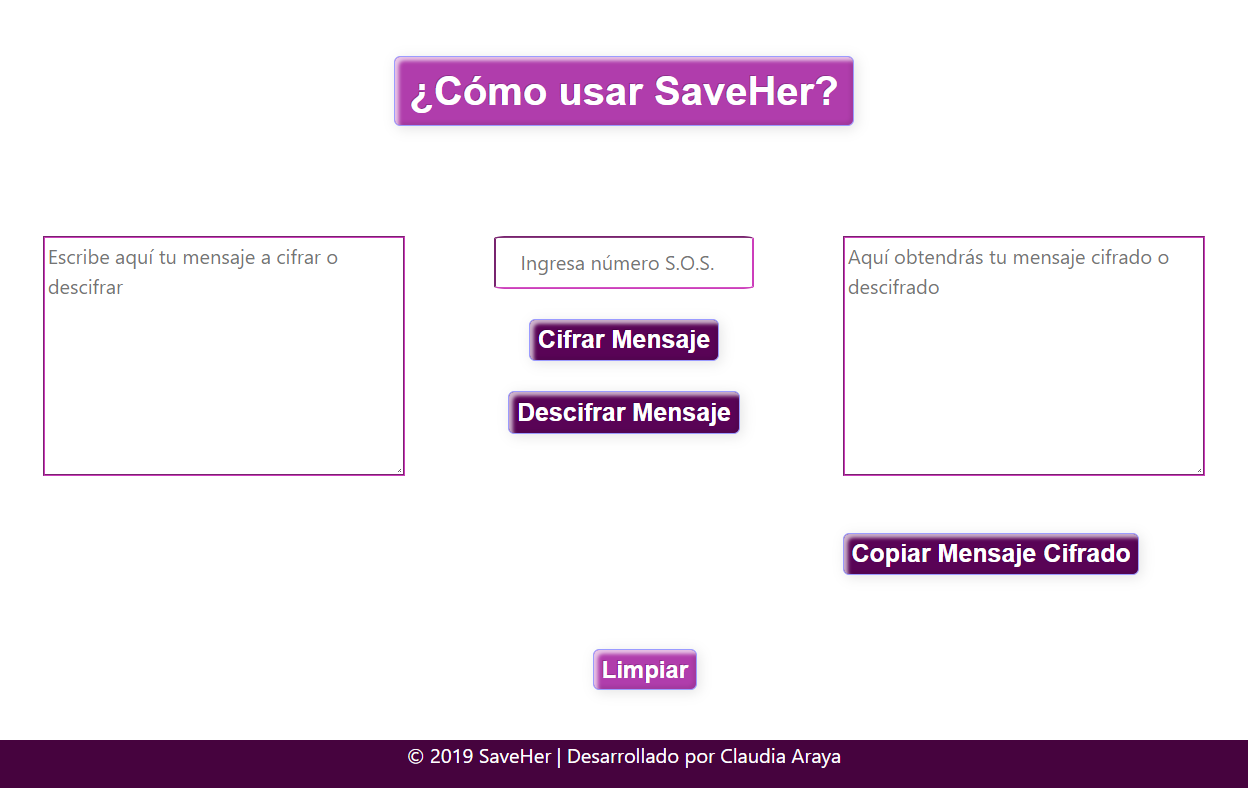 ¿Cómo usar SaveHer?
Escribe aquí tu mensaje a cifrar o
descifrar
Ingresa número S.O.S.
Cifrar Mensaje
Descifrar Mensaje
Aquí obtendrás tu mensaje cifrado o
descifrado
Copiar Mensaje Cifrado
Limpiar
© 2019 SaveHer | Desarrollado por Claudia Araya